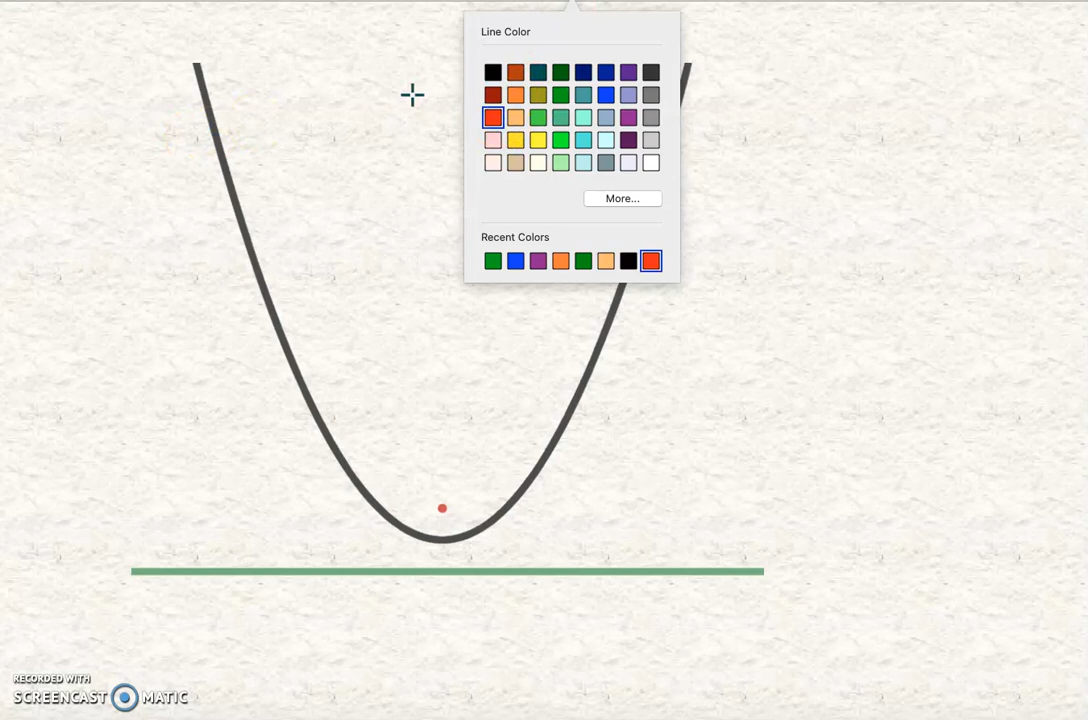 Line Color
More...
Recent Colors
RECORDED WITH
SCREENCAST MATIC